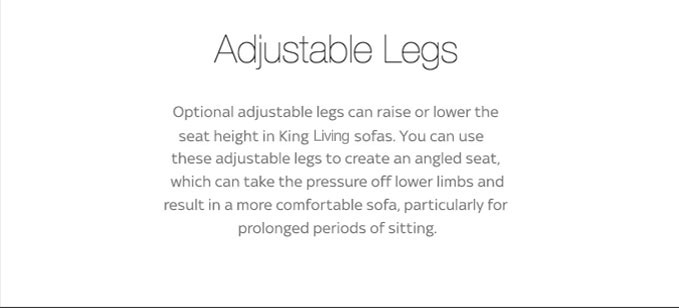 Adjustable Legs
Optional adjustable legs can raise or lower the
seat height in King Living sofas. You can use
these adjustable legs to create an angled seat,
which can take the pressure off lower limbs and
result in a more comfortable sofa, particularly for
prolonged periods of sitting.